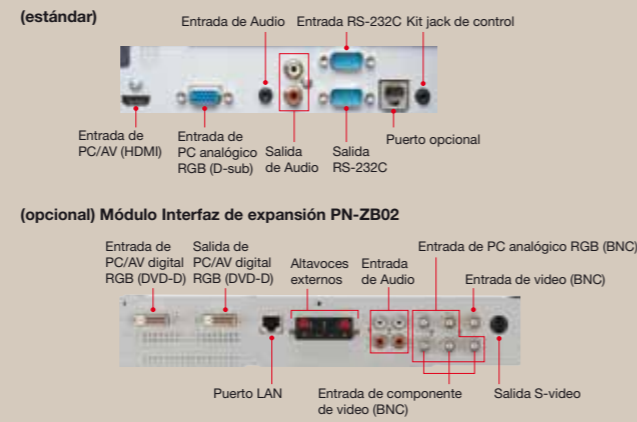 (estándar)
Entrada de Audio
Entrada RS-232C
Kit jack de control
Entrada de
PC/AV (HDMI)
Entrada de
PC analógico
RGB (D-sub)
Salida
de Audio
Salida
RS-232C
Puerto opcional
(opcional) Módulo Interfaz de expansión PN-ZB02
Entrada de
PC/AV digital
RGB (DVD-D)
Salida de
PC/AV digital
RGB (DVD-D)
Altavoces
externos
Entrada
de Audio
Entrada de PC analógico RGB (BNC)
Entrada de video (BNC)
Puerto LAN
Entrada de componente
de video (BNC)
Salida S-video